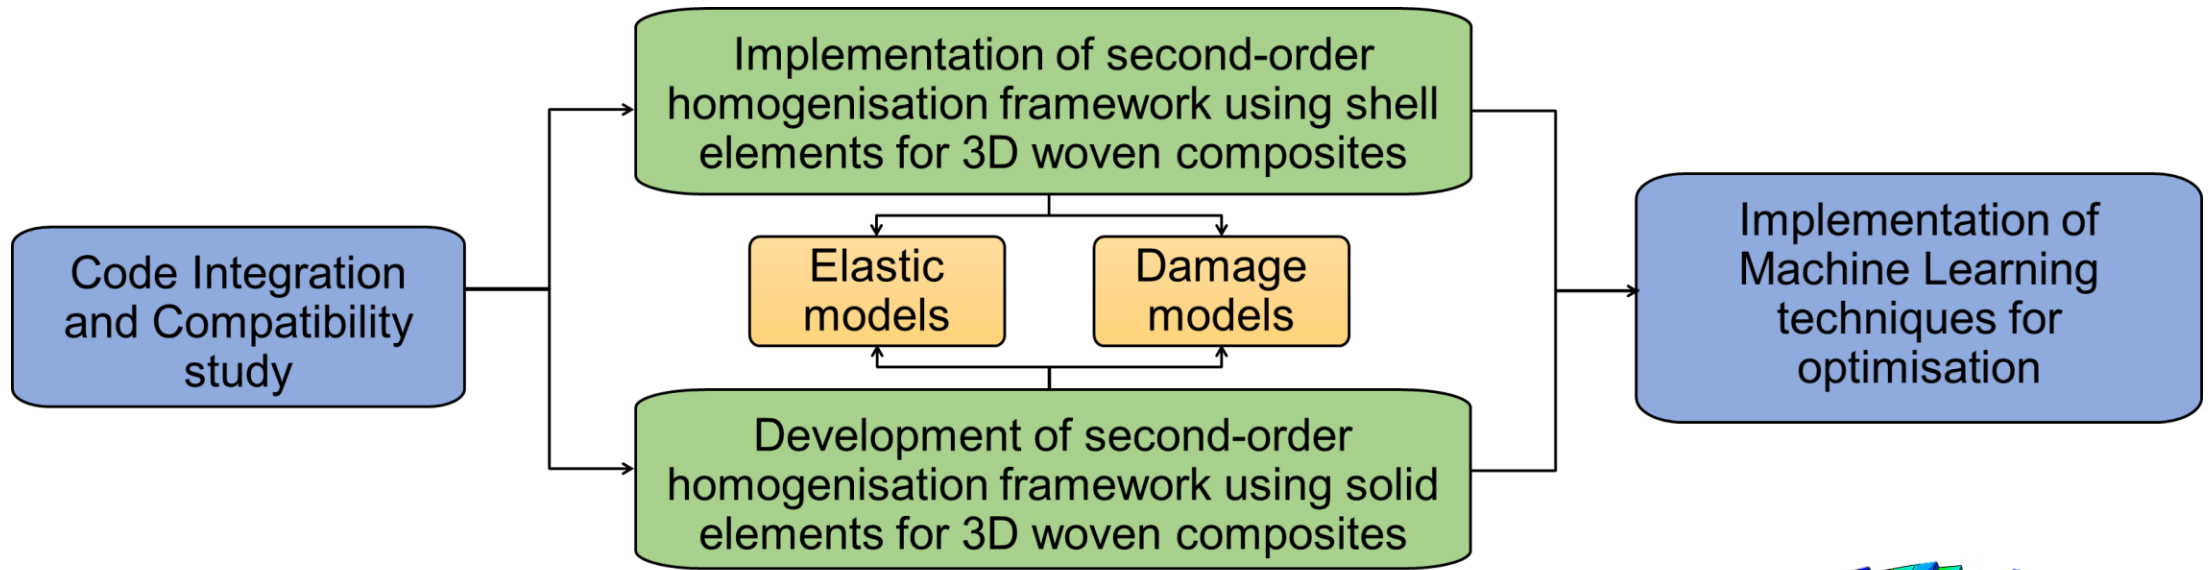 Code Integration
and Compatibility
study
Implementation of second-order
homogenisation framework using shell
elements for 3D woven composites
Elastic
models
Damage
models
Development of second-order
homogenisation framework using solid
elements for 3D woven composites
Implementation of
Machine Learning
techniques for
optimisation